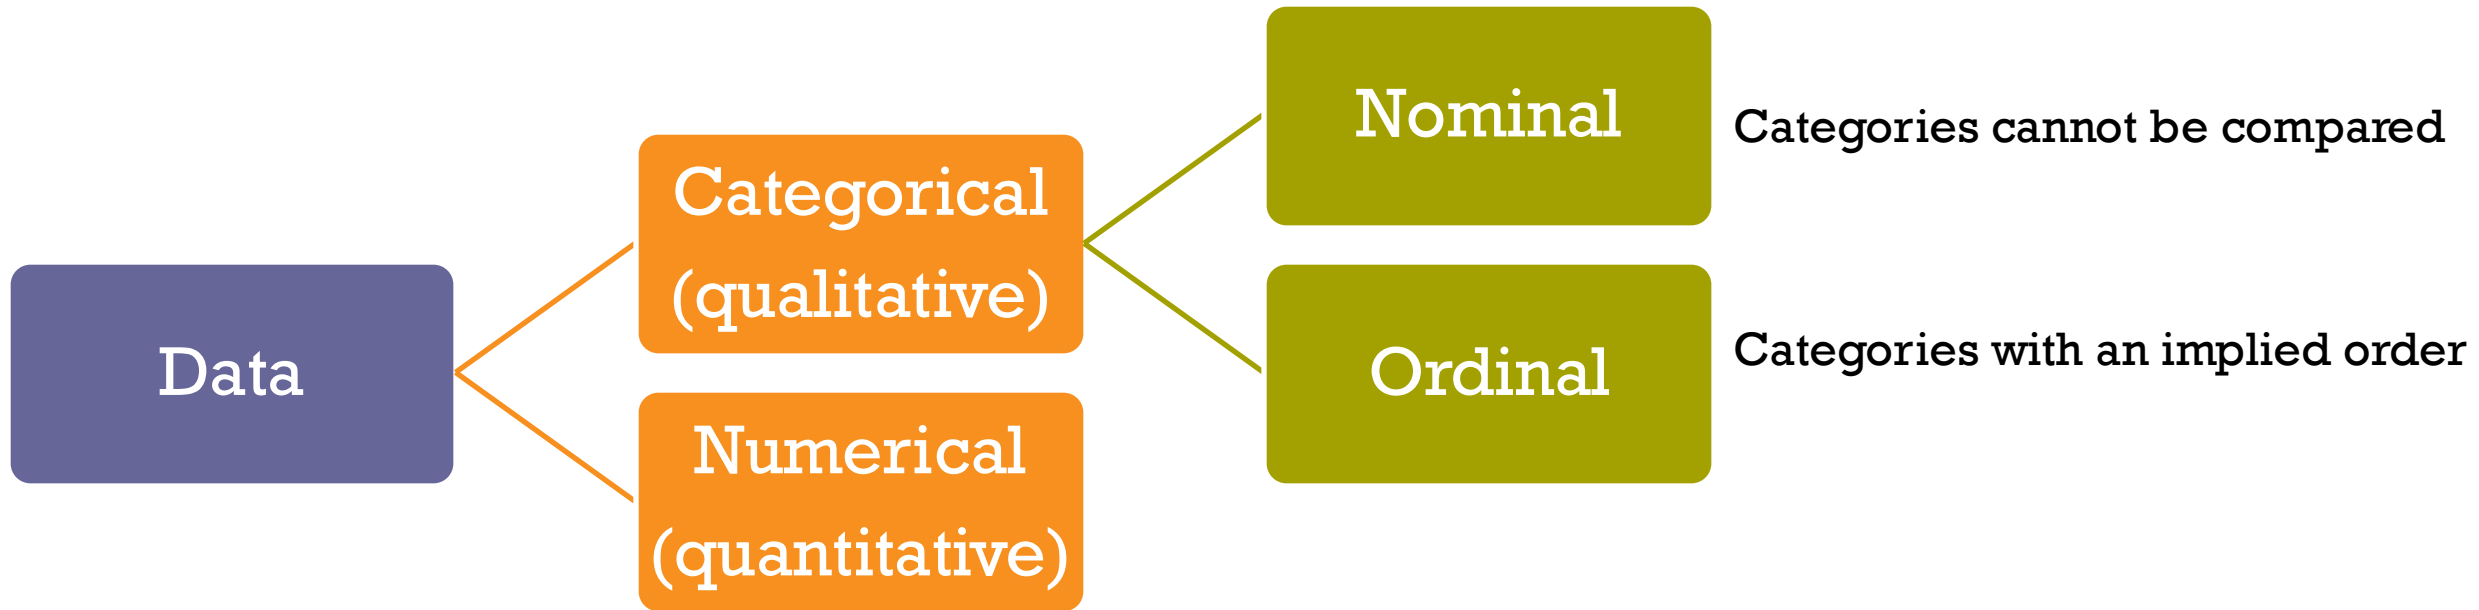 Data
Categorical
(qualitative)
Numerical
(quantitative)
Nominal
Categories cannot be compared
Ordinal
Categories with an implied order